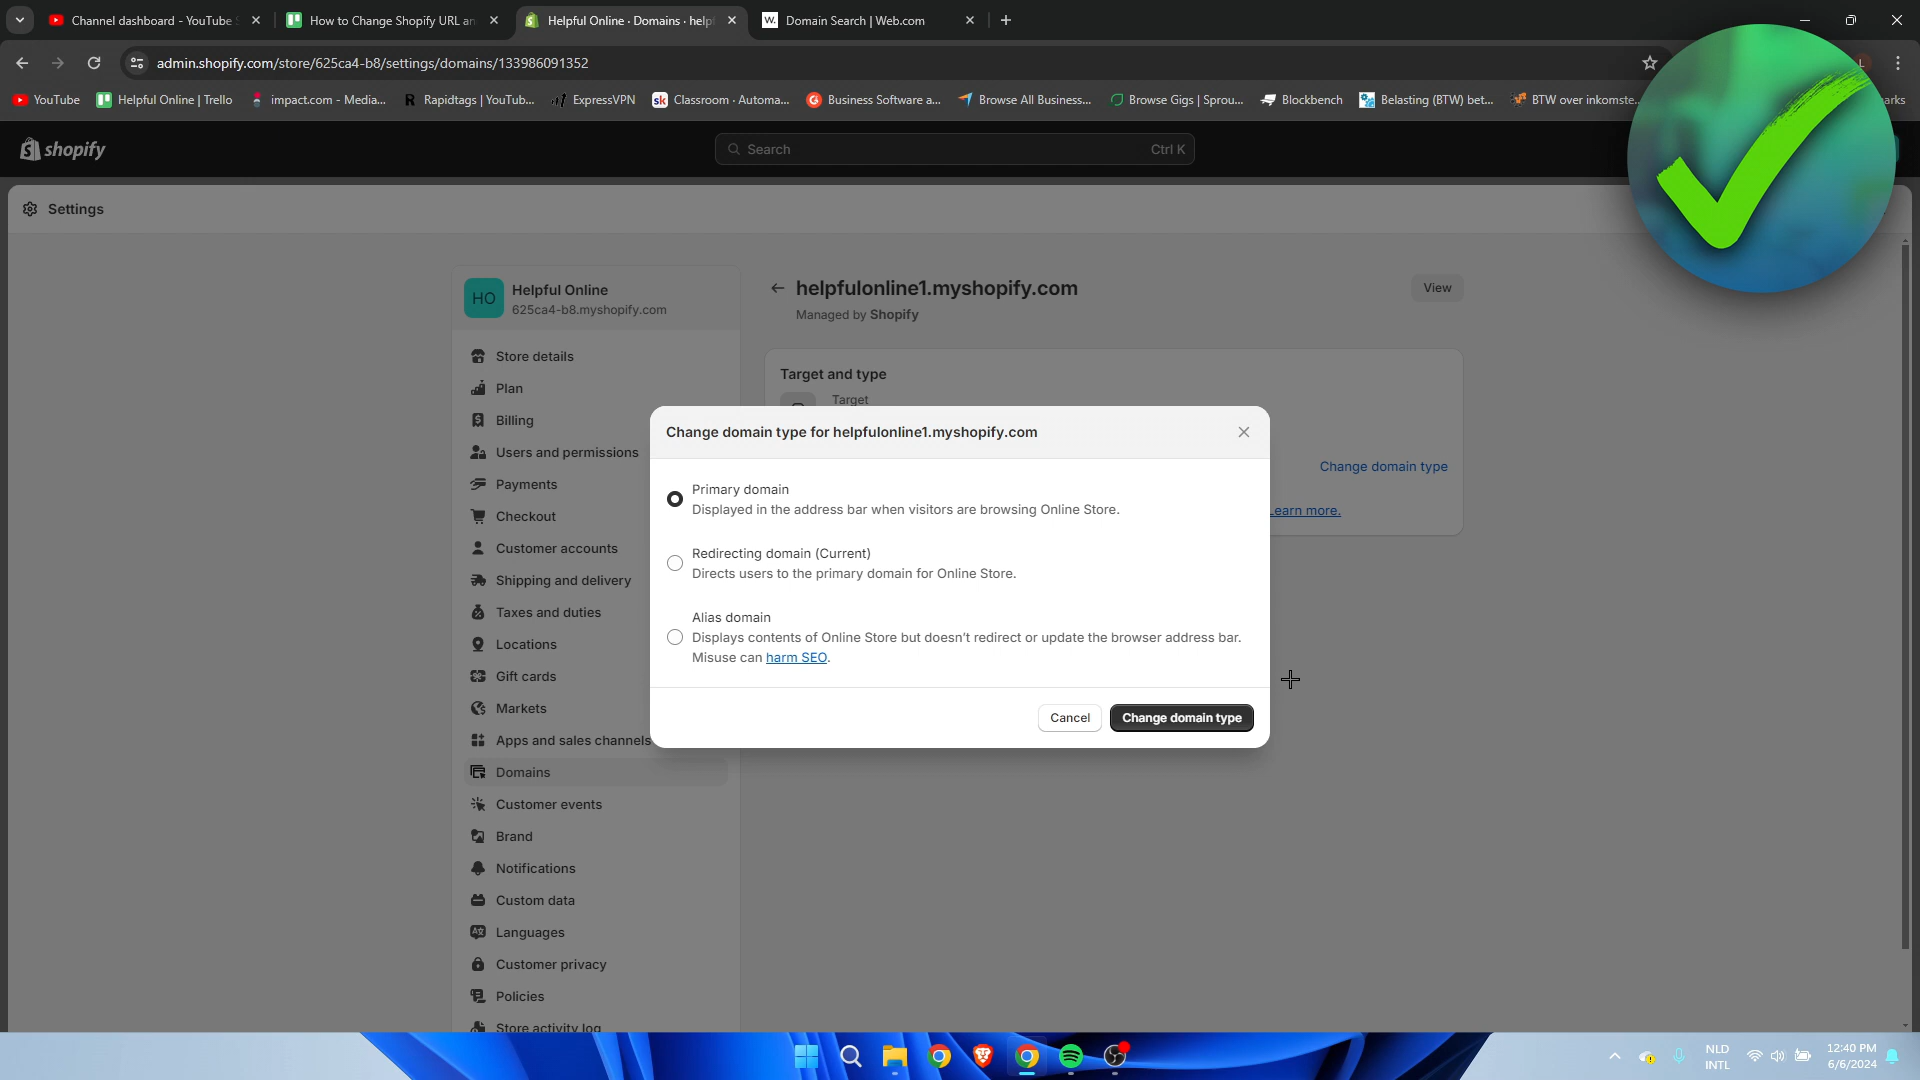 Channel dashboard - YouTube S
How to Change Shopify URL an
Helpful Online · Domains · help
W.
Domain Search | Web.com
admin.shopify.com/store/625ca4-b8/settings/domains/133986091352
YouTube
Helpful Online | Trello
impact.com - Media...
R
Rapidtags | YouTub...
ExpressVPN
sk
Classroom - Automa...
Business Software a...
Browse All Business...
Browse Gigs | Sprou...
Blockbench
Belasting (BTW) bet...
BTW over inkomste...
arks
shopify
Search
Ctrl K
Settings
HO
Helpful Online
625ca4-b8.myshopify.com
Store details
Plan
Billing
Users and permissions
Payments
Checkout
Customer accounts
Shipping and delivery
Taxes and duties
Locations
Gift cards
Markets
Apps and sales channels
Domains
Customer events
Brand
Notifications
Custom data
Languages
Customer privacy
Policies
Store activity log
helpfulonline1.myshopify.com
View
Managed by Shopify
Target and type
Target
Change domain type
Learn more.
Change domain type for helpfulonline1.myshopify.com
Primary domain
Displayed in the address bar when visitors are browsing Online Store.
Redirecting domain (Current)
Directs users to the primary domain for Online Store.
Alias domain
Displays contents of Online Store but doesn't redirect or update the browser address bar.
Misuse can harm SEO.
Cancel
Change domain type
NLD
INTL
12:40 PM
6/6/2024